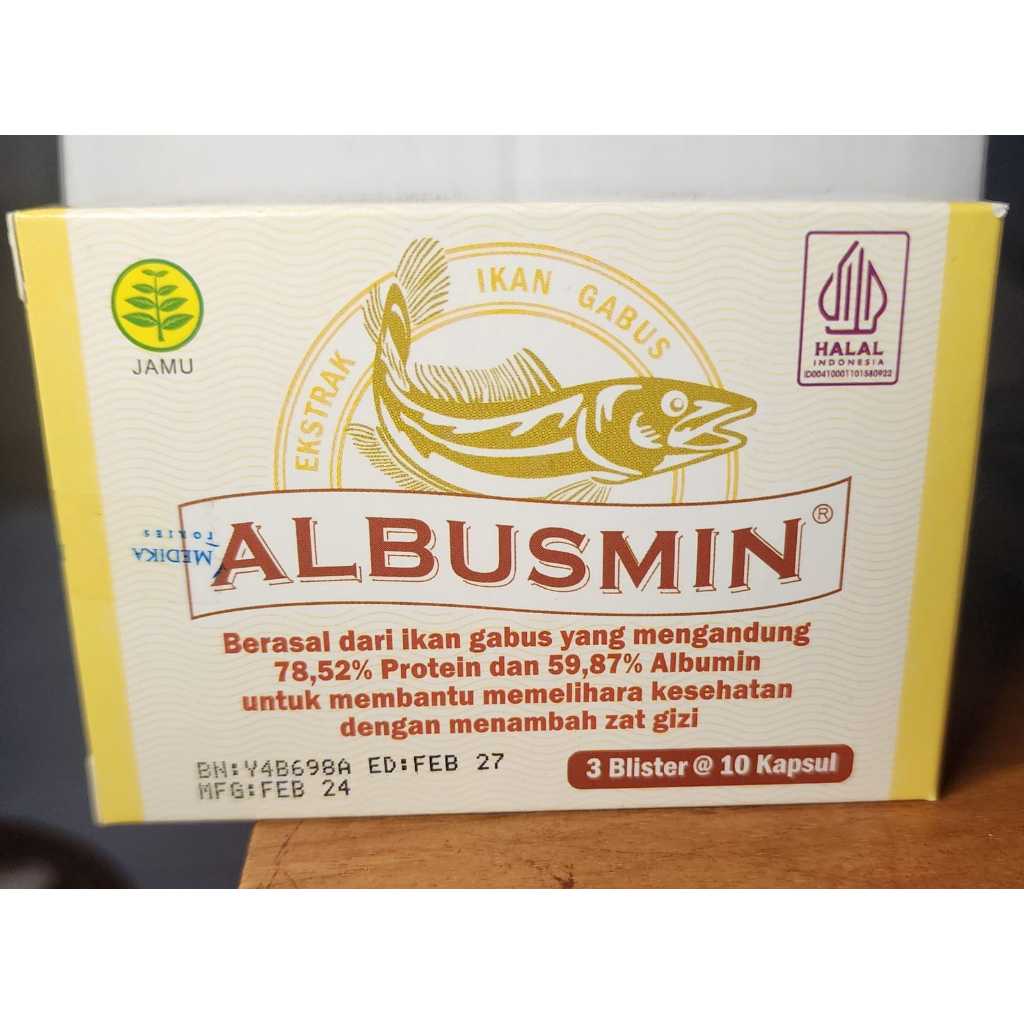 EKSTRAK IKAN GABUS
JAMU
HALAL
INDONESIA
ID00410001101580922
MEDIKA
TORIES
ALBUSMIN®
Berasal dari ikan gabus yang mengandung
78,52% Protein dan 59,87% Albumin
untuk membantu memelihara kesehatan
dengan menambah zat gizi
BN:Y4B698A ED:FEB 27
MFG:FEB 24
3 Blister @ 10 Kapsul